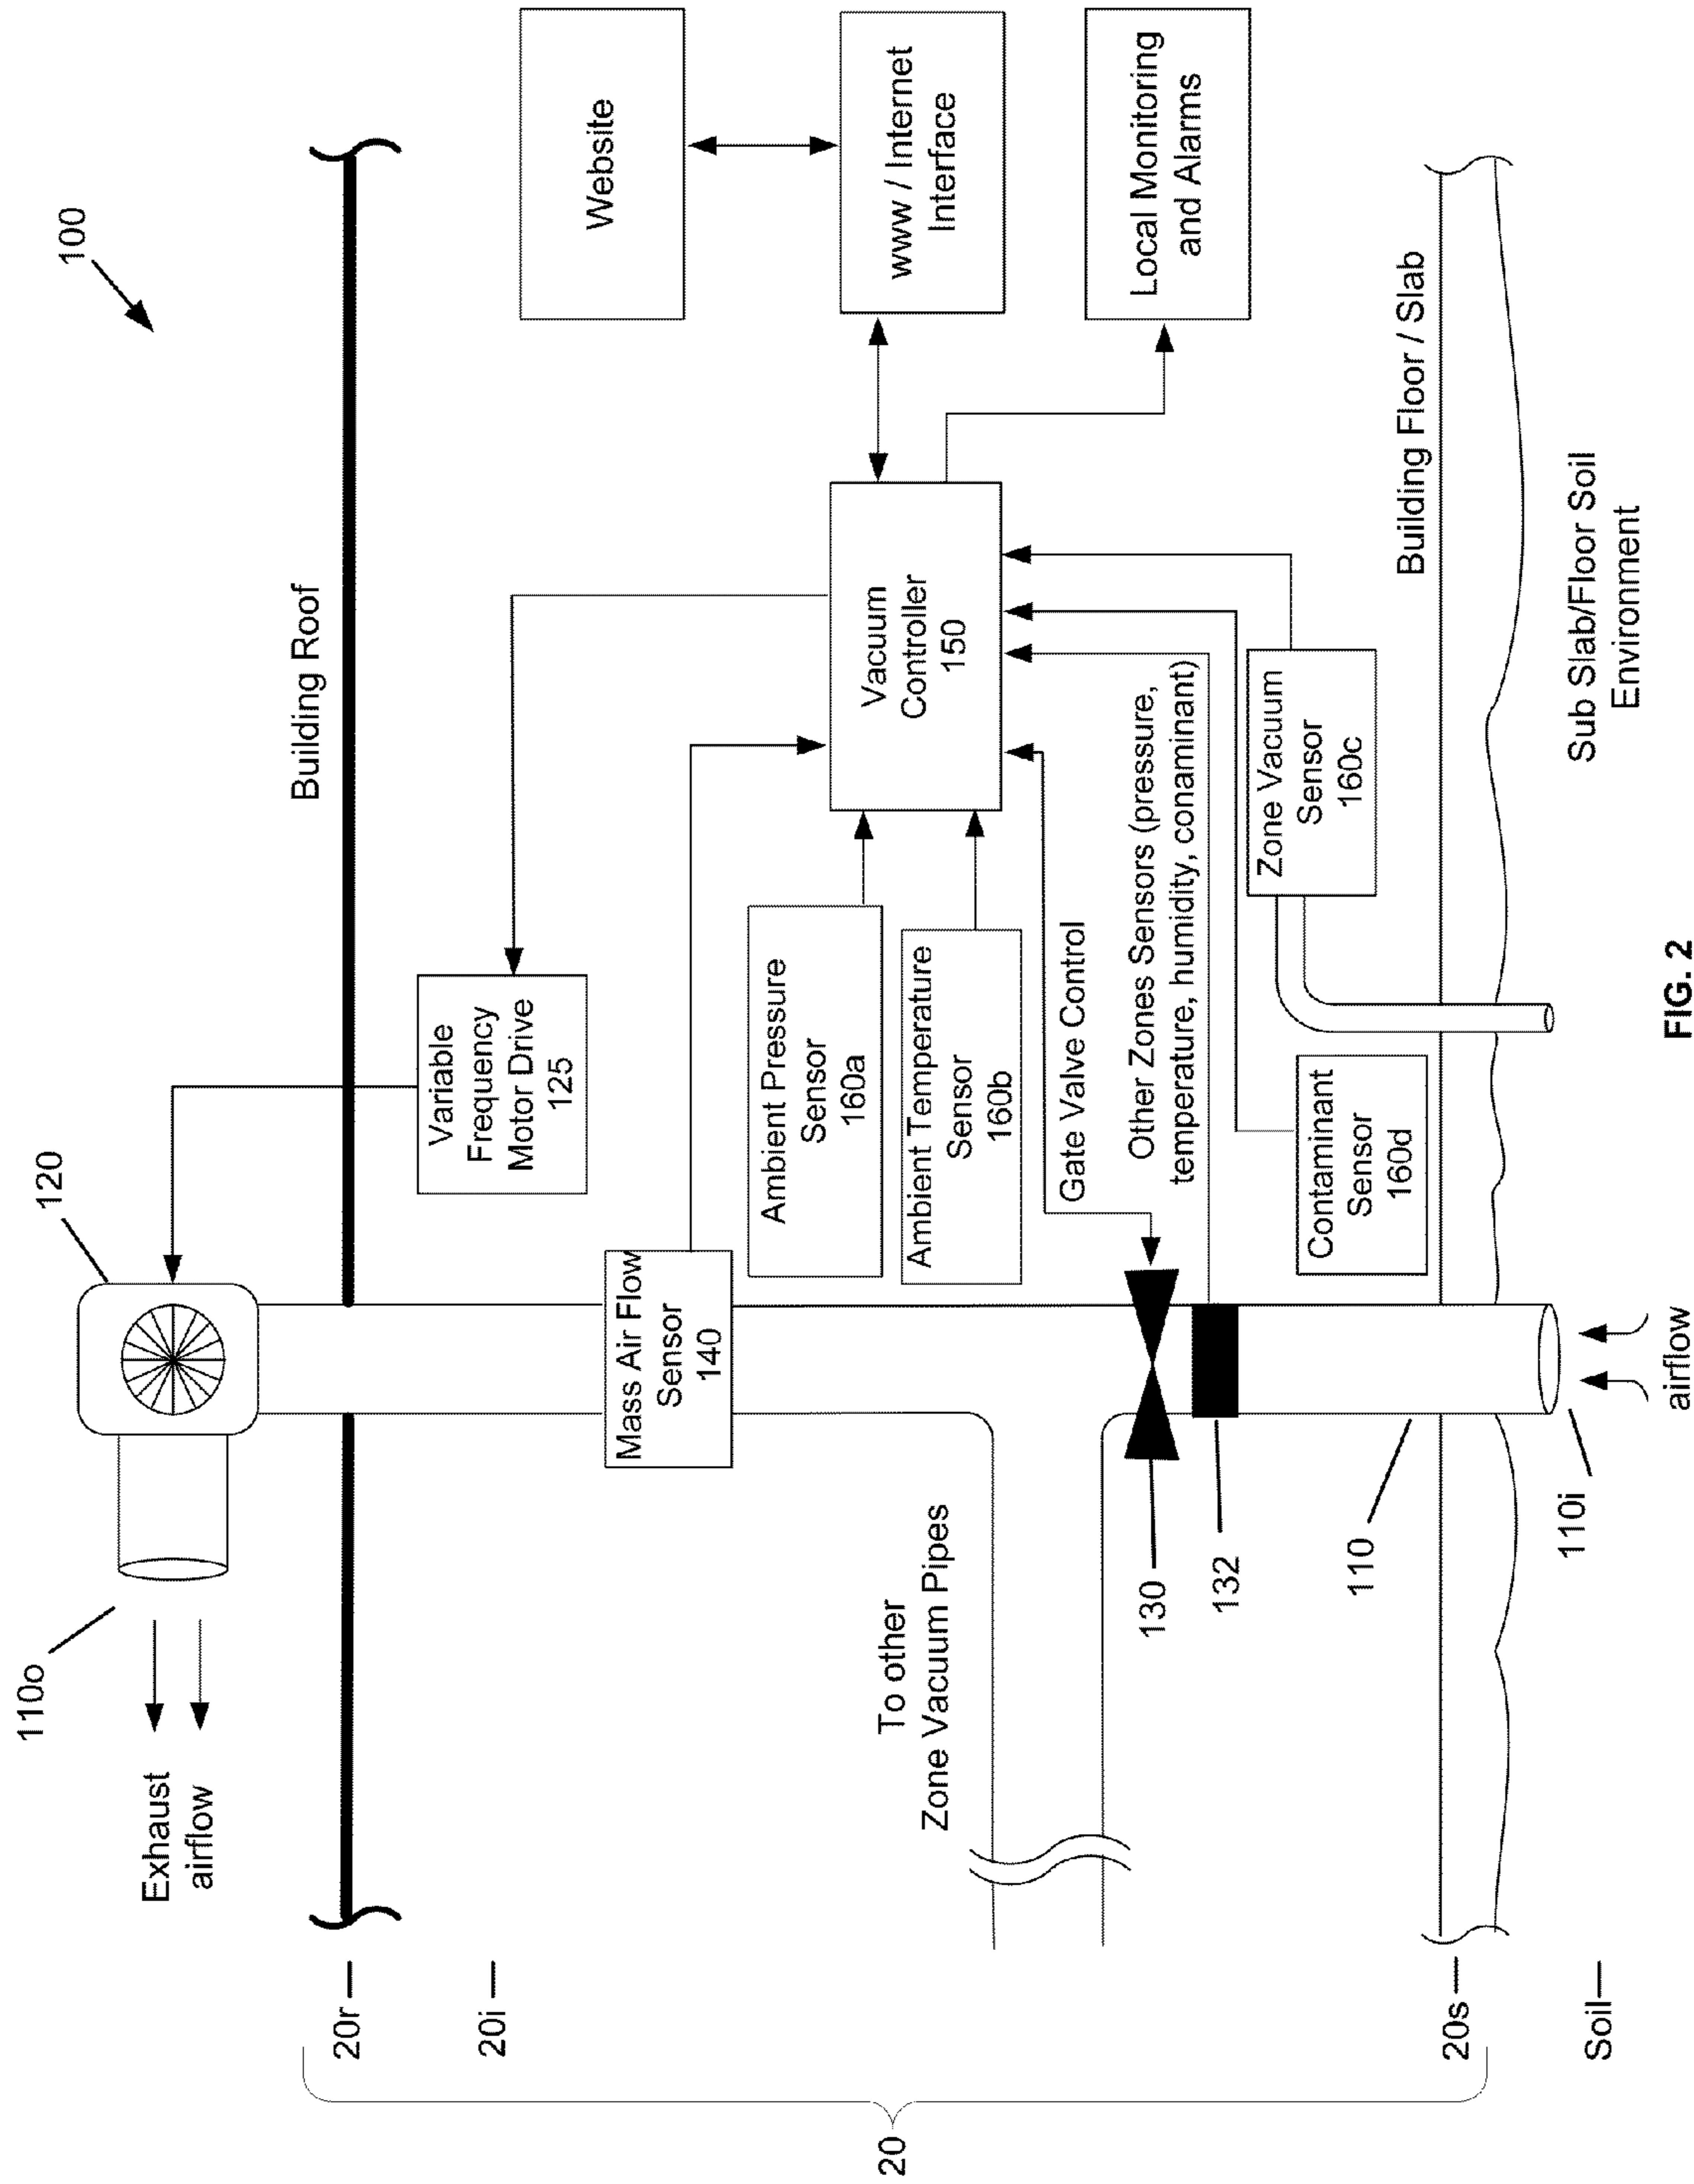 100
110o
120
Exhaust
airflow
Building Roof
20r
20i
Variable
Frequency
Motor Drive
125
Website
Mass Air Flow
Sensor
140
Ambient Pressure
Sensor
160a
Ambient Temperature
Sensor
160b
Vacuum
Controller
150
www / Internet
Interface
To other
Zone Vacuum Pipes
Gate Valve Control
Other Zones Sensors (pressure,
temperature, humidity, conaminant)
Local Monitoring
and Alarms
20
130
132
Contaminant
Sensor
160d
Zone Vacuum
Sensor
160c
110
Building Floor / Slab
20s
110i
Soil
Sub Slab/Floor Soil
Environment
airflow
FIG. 2